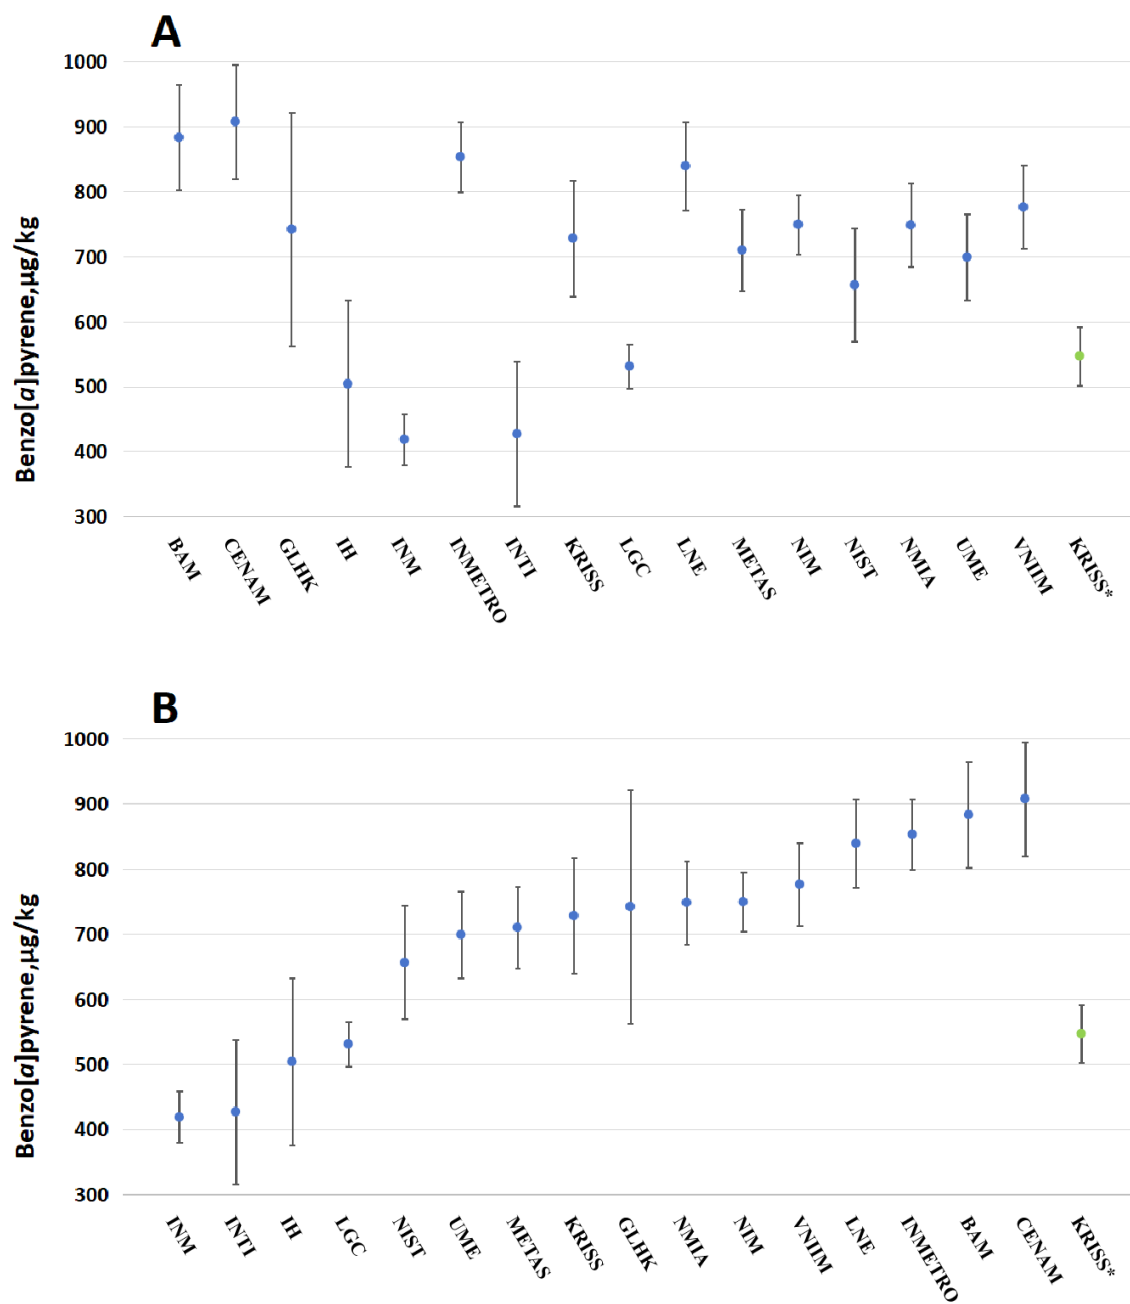 A
1000
900
800
700
600
500
400
300
Benzo[a]pyrene,µg/kg
BAM
CENAM
GLHK
IH
INM
INMETRO
INTI
KRISS
LGC
LNE
METAS
NIM
NIST
NMIA
UME
VNIIM
KRISS*
B
1000
900
800
700
600
500
400
300
Benzo[a]pyrene,µg/kg
INM
INTI
IH
LGC
NIST
UME
METAS
KRISS
GLHK
NMIA
NIM
VNIIM
LNE
INMETRO
BAM
CENAM
KRISS*